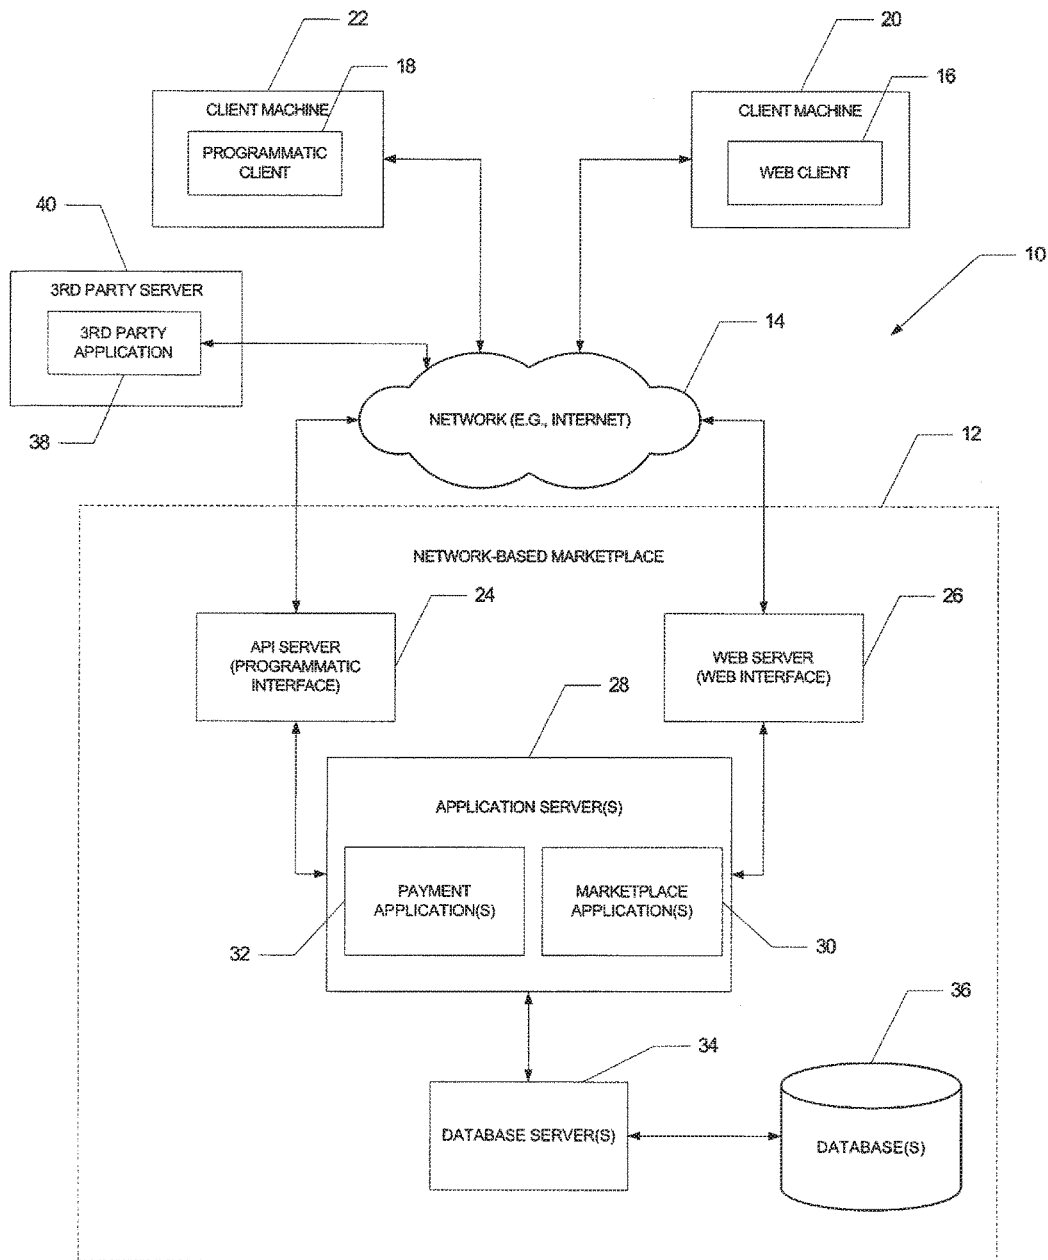 22
20
18
16
CLIENT MACHINE
CLIENT MACHINE
PROGRAMMATIC
CLIENT
WEB CLIENT
40
10
3RD PARTY SERVER
3RD PARTY
APPLICATION
14
38
NETWORK (E.G., INTERNET)
12
NETWORK-BASED MARKETPLACE
24
26
API SERVER
(PROGRAMMATIC
INTERFACE)
WEB SERVER
(WEB INTERFACE)
28
APPLICATION SERVER(S)
PAYMENT
APPLICATION(S)
MARKETPLACE
APPLICATION(S)
32
30
36
34
DATABASE SERVER(S)
DATABASE(S)